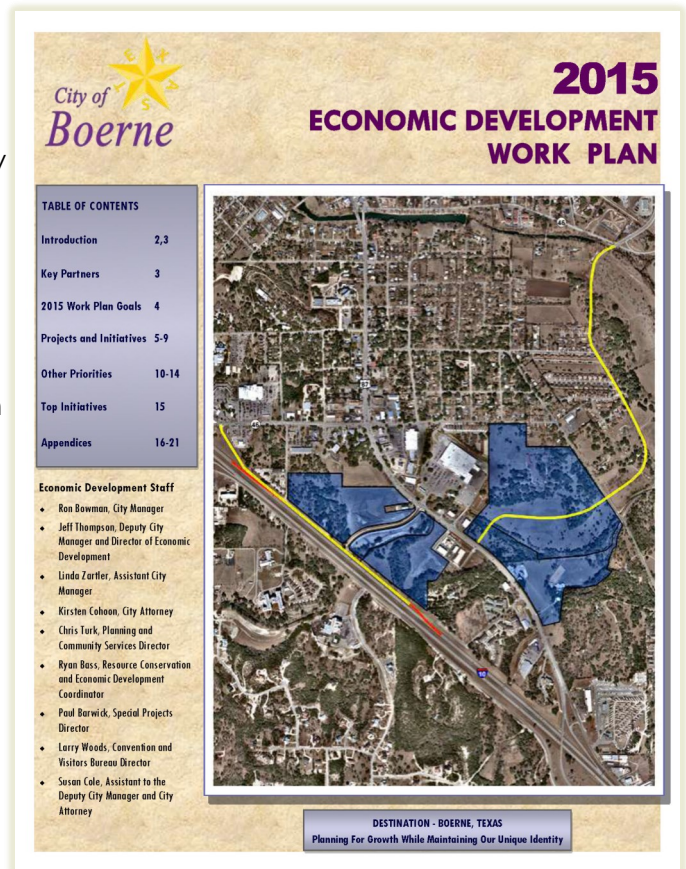 City of
Boerne
TEXAS
2015
ECONOMIC DEVELOPMENT
WORK PLAN
TABLE OF CONTENTS
Introduction 2,3
Key Partners 3
2015 Work Plan Goals 4
Projects and Initiatives 5-9
Other Priorities 10-14
Top Initiatives 15
Appendices 16-21
Economic Development Staff
◆ Ron Bowman, City Manager
◆ Jeff Thompson, Deputy City
Manager and Director of Economic
Development
◆ Linda Zartler, Assistant City
Manager
◆ Kirsten Cohoon, City Attorney
◆ Chris Turk, Planning and
Community Services Director
◆ Ryan Bass, Resource Conservation
and Economic Development
Coordinator
◆ Paul Barwick, Special Projects
Director
◆ Larry Woods, Convention and
Visitors Bureau Director
◆ Susan Cole, Assistant to the
Deputy City Manager and City
Attorney
46
87
46
10
DESTINATION - BOERNE, TEXAS
Planning For Growth While Maintaining Our Unique Identity